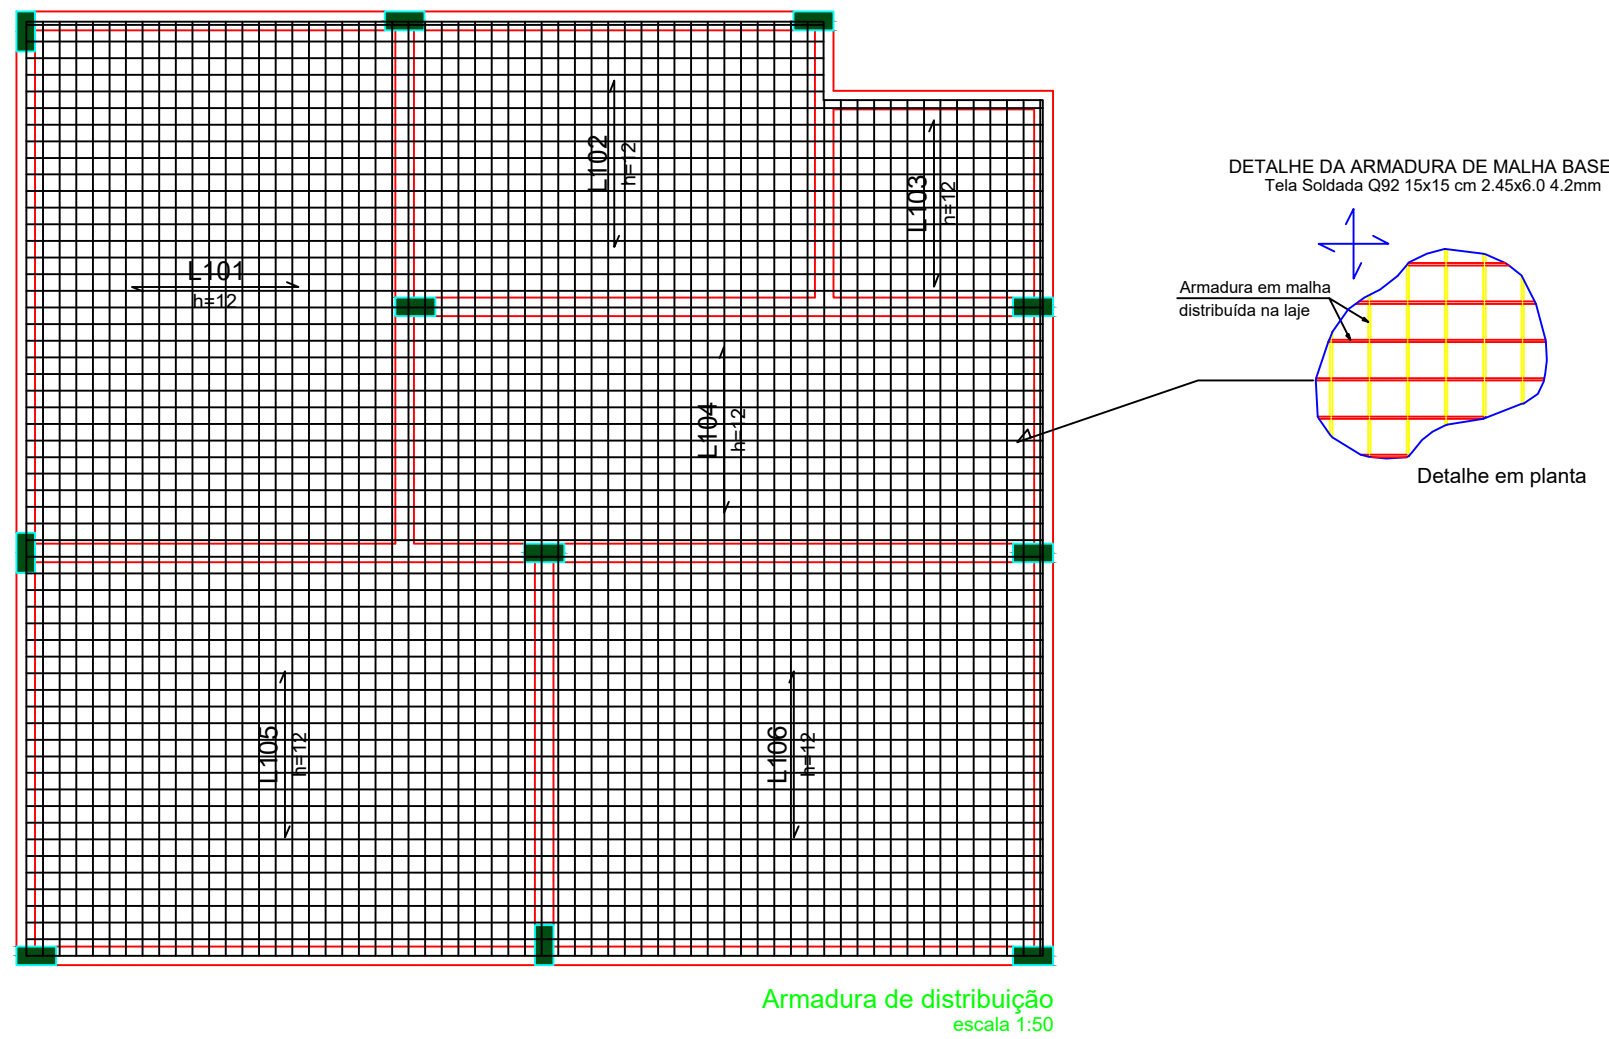 L101
h=12
L102
h=12
L103
h=12
L104
h=12
L105
h=12
L106
h=12
DETALHE DA ARMADURA DE MALHA BASE
Tela Soldada Q92 15x15 cm 2.45x6.0 4.2mm
Armadura em malha
distribuída na laje
Detalhe em planta
Armadura de distribuição
escala 1:50